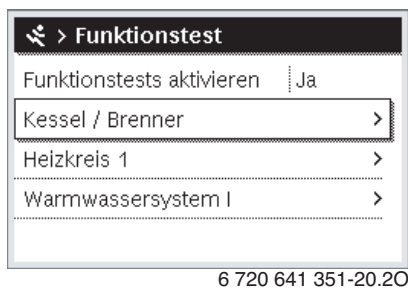 > Funktionstest
Funktionstests aktivieren Ja
Kessel / Brenner >
Heizkreis 1 >
Warmwassersystem I >
6 720 641 351-20.2O